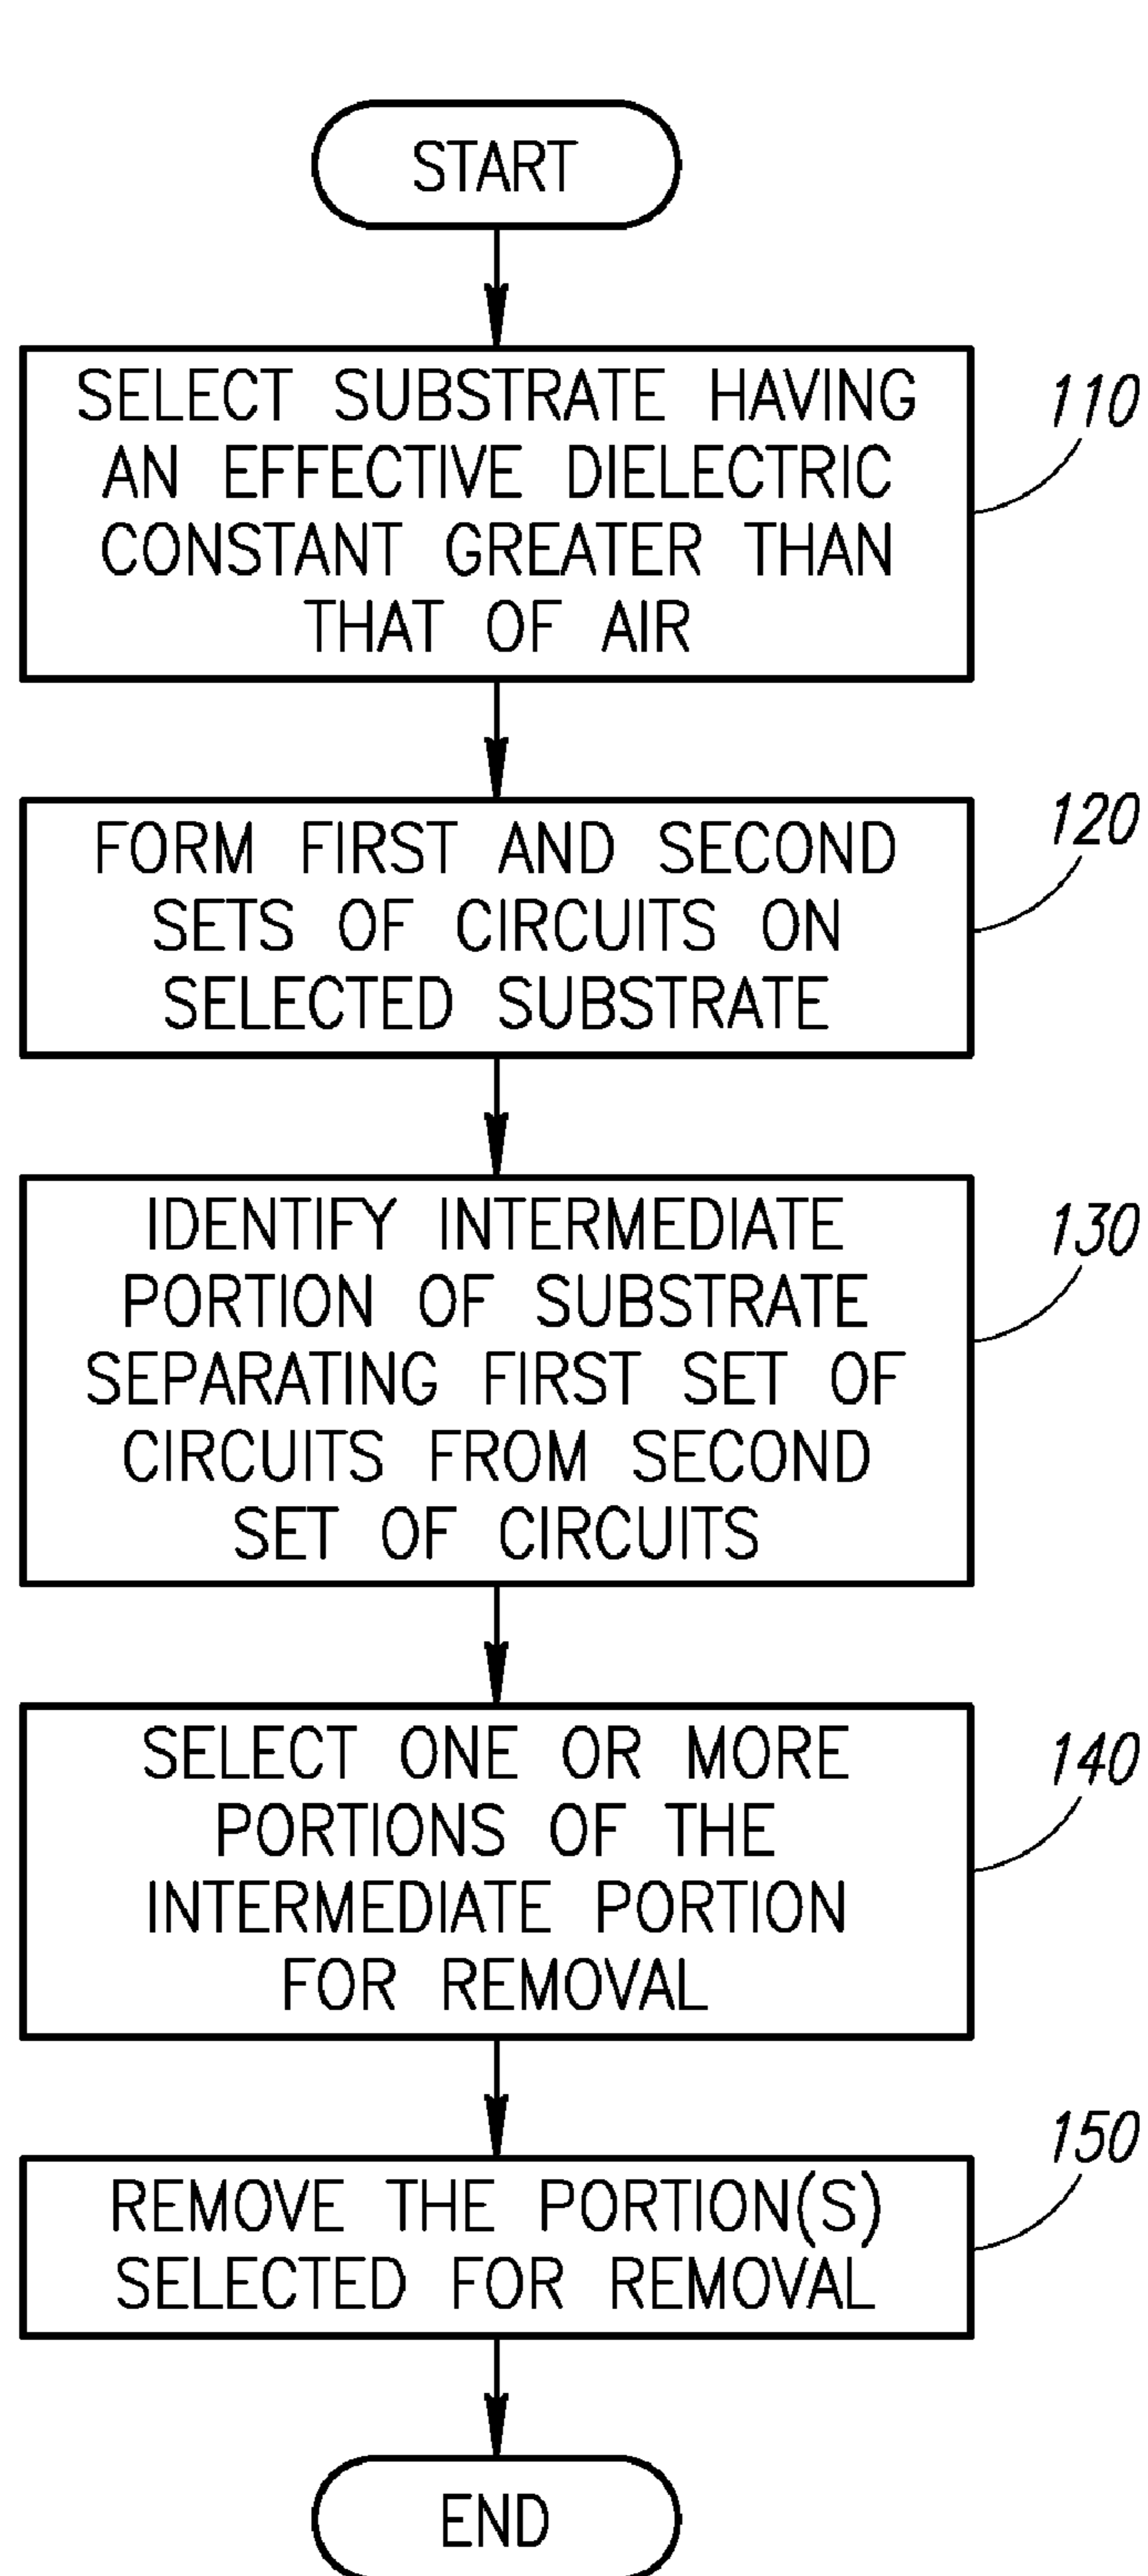 START
SELECT SUBSTRATE HAVING
AN EFFECTIVE DIELECTRIC
CONSTANT GREATER THAN
THAT OF AIR
110
FORM FIRST AND SECOND
SETS OF CIRCUITS ON
SELECTED SUBSTRATE
120
IDENTIFY INTERMEDIATE
PORTION OF SUBSTRATE
SEPARATING FIRST SET OF
CIRCUITS FROM SECOND
SET OF CIRCUITS
130
SELECT ONE OR MORE
PORTIONS OF THE
INTERMEDIATE PORTION
FOR REMOVAL
140
REMOVE THE PORTION(S)
SELECTED FOR REMOVAL
150
END